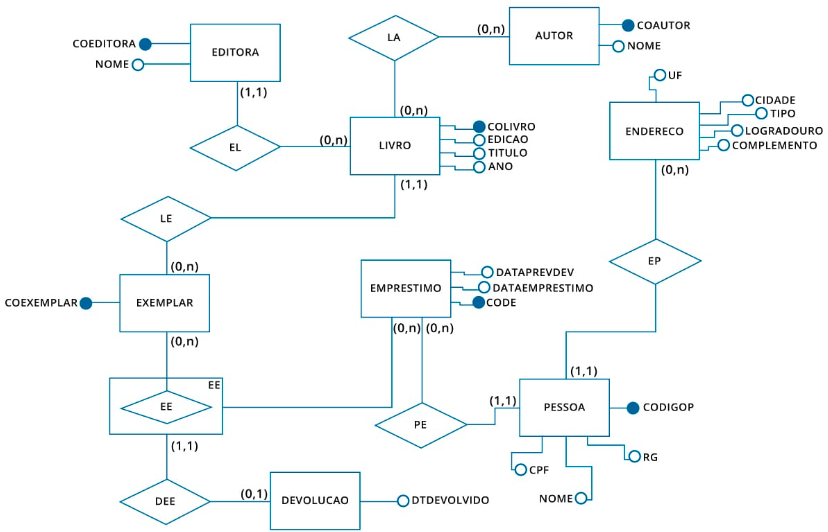 COEDITORA
NOME
EDITORA
(1,1)
LA
(0,n)
AUTOR
COAUTOR
NOME
EL
(0,n)
(0,n)
LIVRO
COLIVRO
EDICAO
TITULO
ANO
(1,1)
UF
ENDERECO
CIDADE
TIPO
LOGRADOURO
COMPLEMENTO
(0,n)
LE
(0,n)
COEXEMPLAR
EXEMPLAR
(0,n)
EMPRESTIMO
DATAPREVDEV
DATAEMPRESTIMO
CODE
(0,n)
(0,n)
EP
EE
EE
(1,1)
PE
(1,1)
(1,1)
PESSOA
CODIGOP
CPF
NOME
RG
DEE
(0,1)
DEVOLUCAO
DTDEVOLVIDO